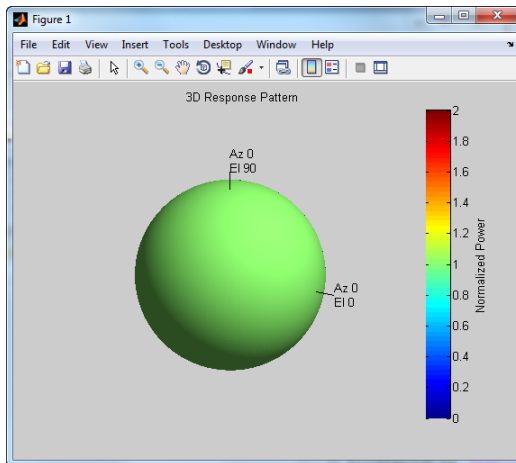 Figure 1
File Edit View Insert Tools Desktop Window Help
3D Response Pattern
Az 0
El 90
Az 0
El 0
2
1.8
1.6
1.4
1.2
1
0.8
0.6
0.4
0.2
0
Normalized Power